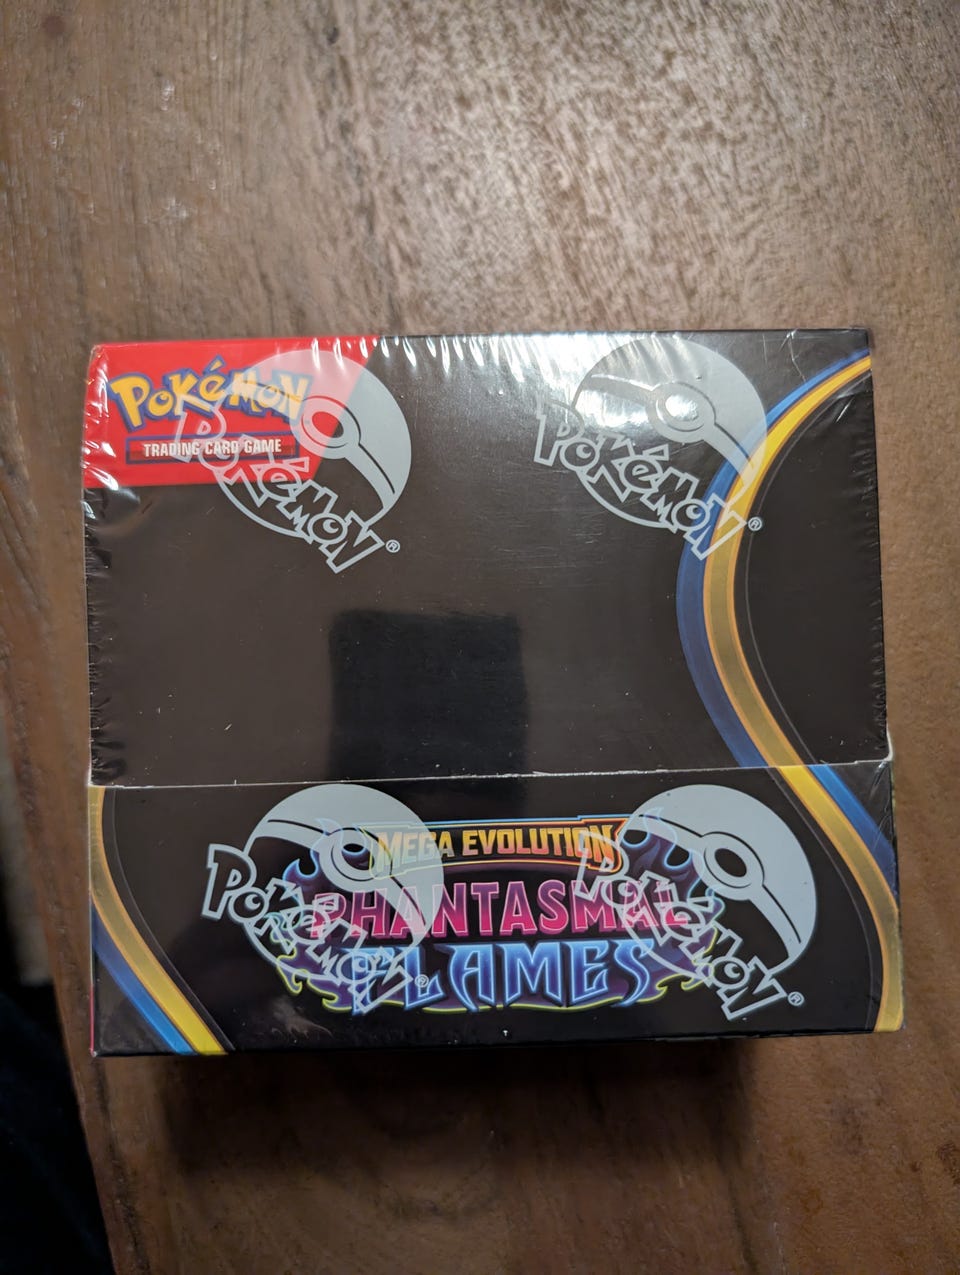 Pokémon
TRADING CARD GAME
Pokémon®
Pokémon®
MEGA EVOLUTION
PHANTASMAL
FLAMES
Pokémon®
Pokémon®